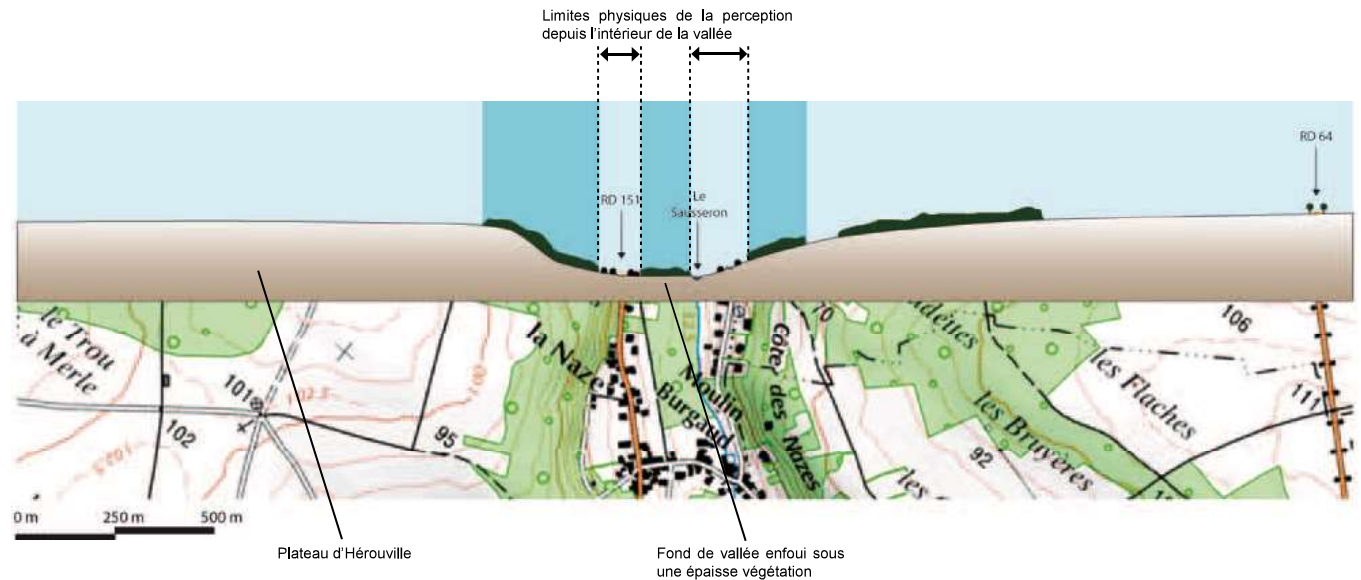 Limites physiques de la perception
depuis l'intérieur de la vallée
RD 64
RD 151
Le
Sausseron
le Trou
à Merle
101
102
95
la Naze
Moulin
Burgaud
Côte des Nazes
70
les Flaches
106
111
les Bruyères
92
0 m
250 m
500 m
Plateau d'Hérouville
Fond de vallée enfoui sous
une épaisse végétation